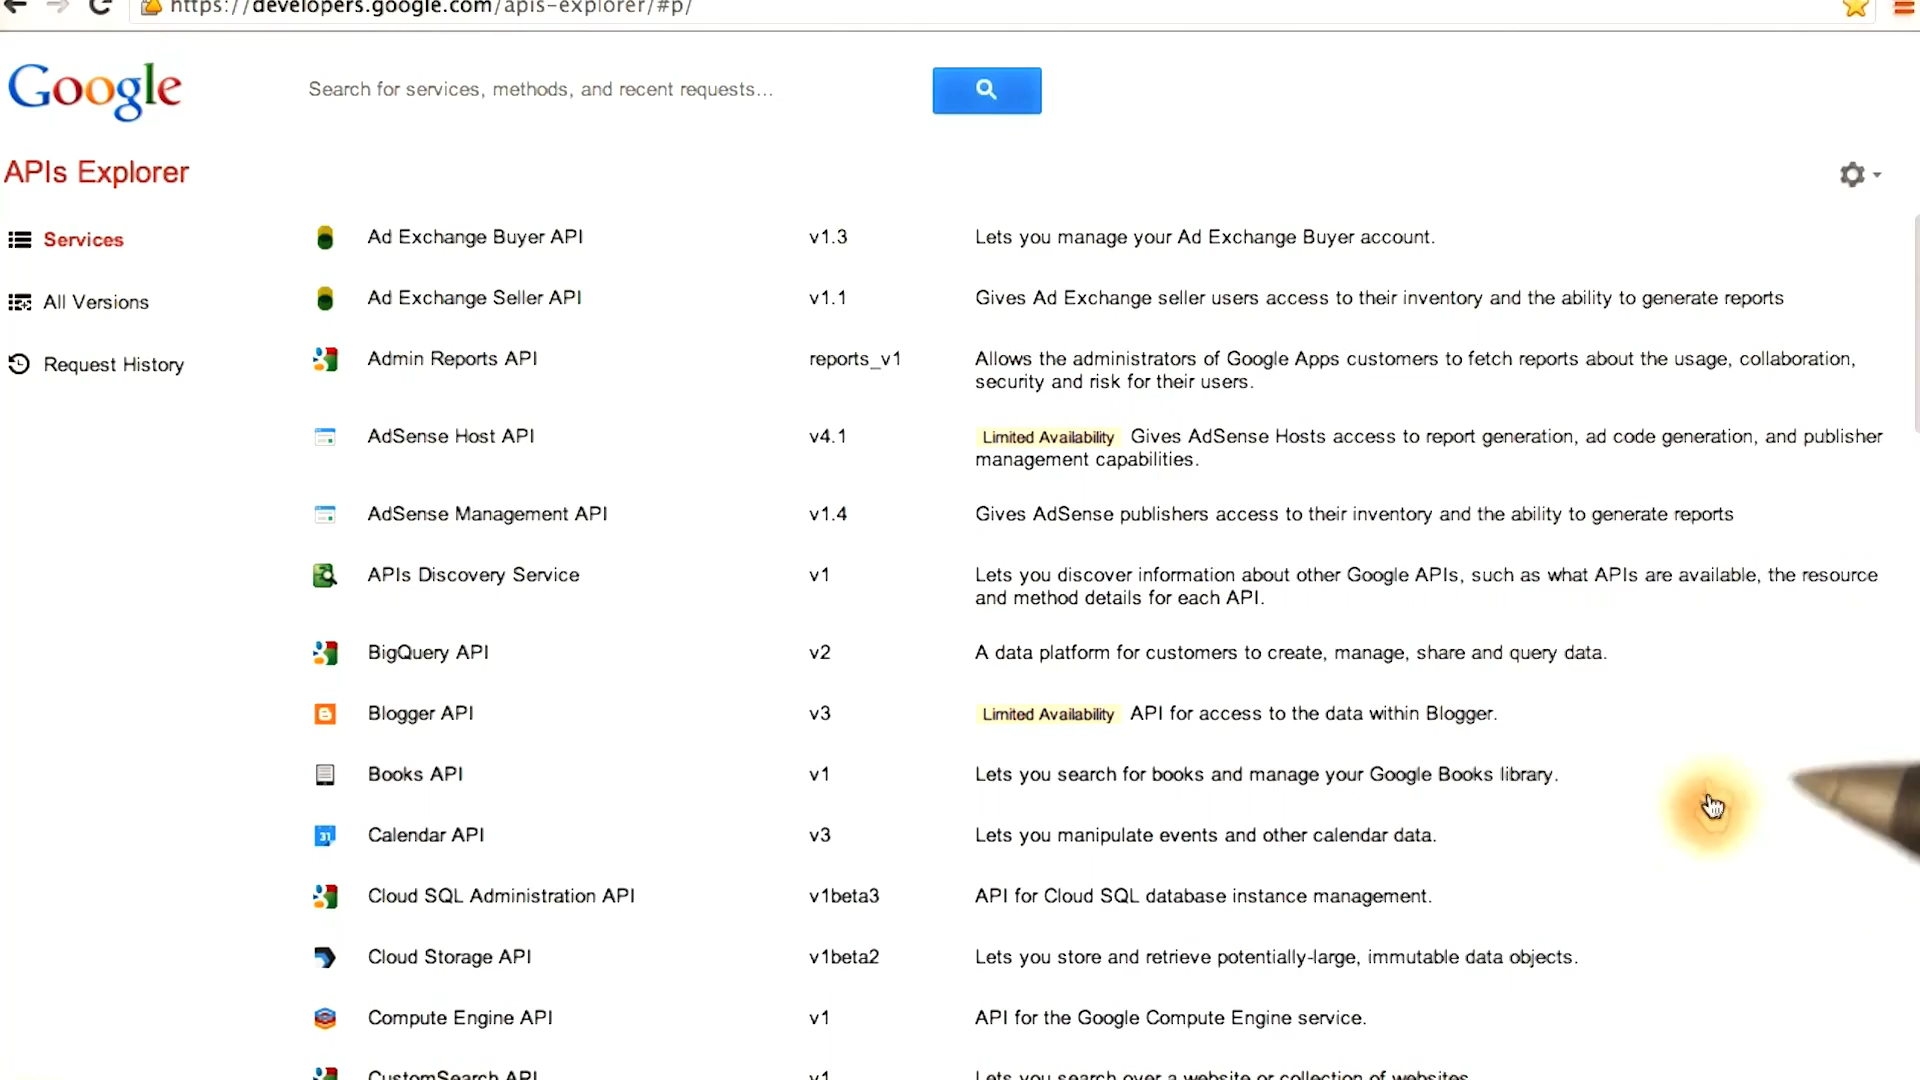 https://developers.google.com/apis-explorer/#p/
Google
Search for services, methods, and recent requests...
APIs Explorer
Services
All Versions
Request History
Ad Exchange Buyer API v1.3 Lets you manage your Ad Exchange Buyer account.
Ad Exchange Seller API v1.1 Gives Ad Exchange seller users access to their inventory and the ability to generate reports
Admin Reports API reports_v1 Allows the administrators of Google Apps customers to fetch reports about the usage, collaboration,
security and risk for their users.
AdSense Host API v4.1 Limited Availability Gives AdSense Hosts access to report generation, ad code generation, and publisher
management capabilities.
AdSense Management API v1.4 Gives AdSense publishers access to their inventory and the ability to generate reports
APIs Discovery Service v1 Lets you discover information about other Google APIs, such as what APIs are available, the resource
and method details for each API.
BigQuery API v2 A data platform for customers to create, manage, share and query data.
Blogger API v3 Limited Availability API for access to the data within Blogger.
Books API v1 Lets you search for books and manage your Google Books library.
31
Calendar API v3 Lets you manipulate events and other calendar data.
Cloud SQL Administration API v1beta3 API for Cloud SQL database instance management.
Cloud Storage API v1beta2 Lets you store and retrieve potentially-large, immutable data objects.
Compute Engine API v1 API for the Google Compute Engine service.
CustomSearch API v1 Lets you search over a website or collection of websites